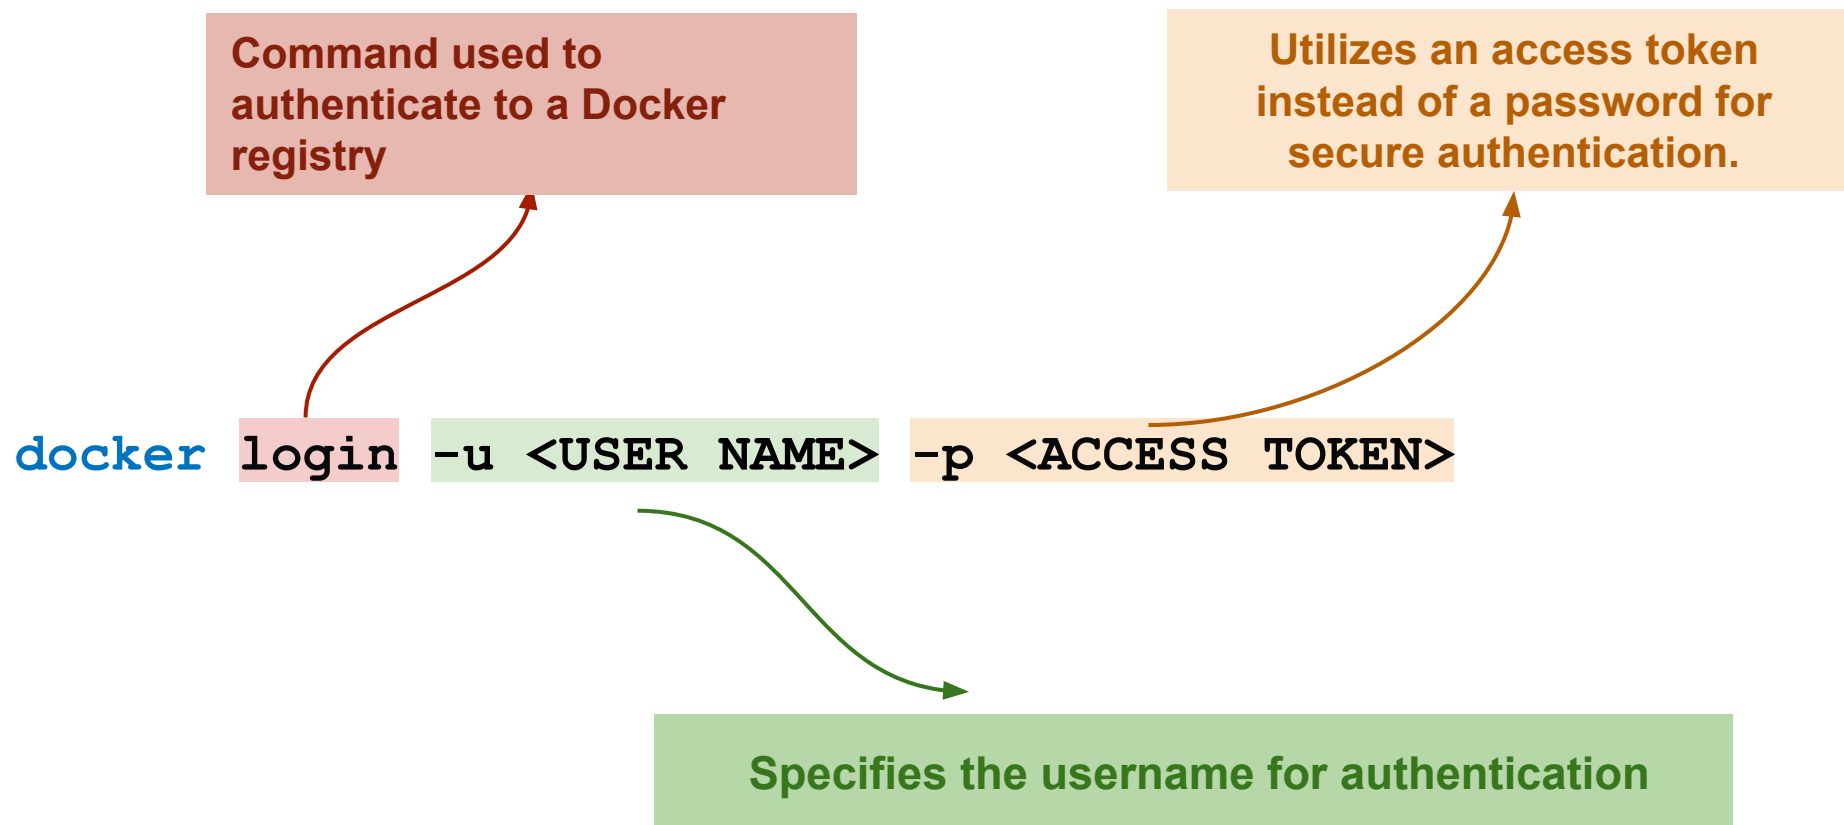 Command used to
authenticate to a Docker
registry
Utilizes an access token
instead of a password for
secure authentication.
docker login -u <USER NAME> -p <ACCESS TOKEN>
Specifies the username for authentication